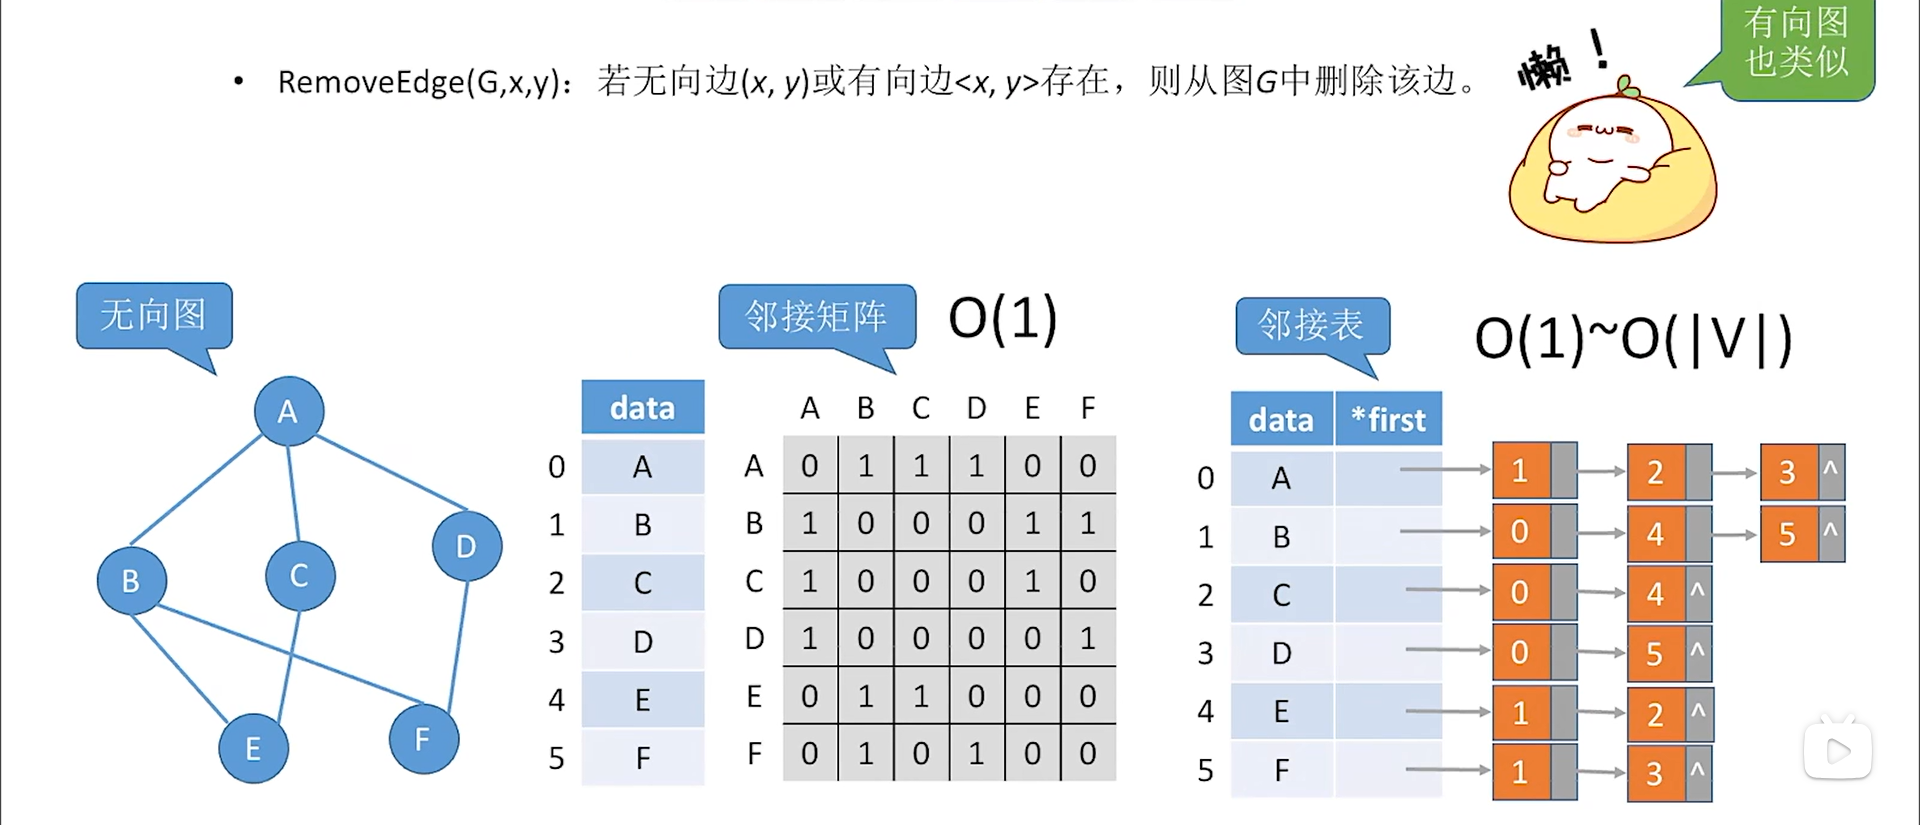 有向图
也类似
懒！
• RemoveEdge(G,x,y)：若无向边(x, y)或有向边<x, y>存在，则从图G中删除该边。
无向图
A
B
C
D
E
F
邻接矩阵 O(1)
data
0 A
1 B
2 C
3 D
4 E
5 F
A B C D E F
A 0 1 1 1 0 0
B 1 0 0 0 1 1
C 1 0 0 0 1 0
D 1 0 0 0 0 1
E 0 1 1 0 0 0
F 0 1 0 1 0 0
邻接表 O(1)~O(|V|)
data *first
0 A 1 2 3 ^
1 B 0 4 5 ^
2 C 0 4 ^
3 D 0 5 ^
4 E 1 2 ^
5 F 1 3 ^